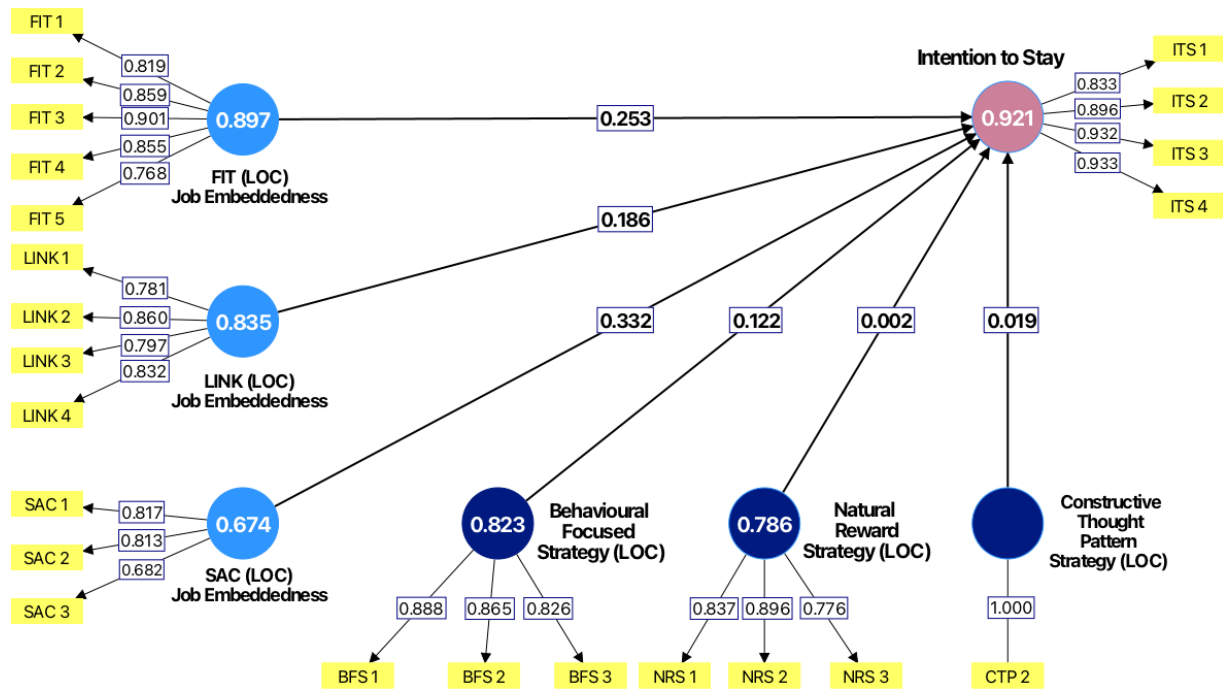 FIT 1
FIT 2
FIT 3
FIT 4
FIT 5
0.819
0.859
0.901
0.855
0.768
0.897
FIT (LOC)
Job Embeddedness
0.253
Intention to Stay
0.921
0.833
0.896
0.932
0.933
ITS 1
ITS 2
ITS 3
ITS 4
LINK 1
LINK 2
LINK 3
LINK 4
0.781
0.860
0.797
0.832
0.835
LINK (LOC)
Job Embeddedness
0.186
0.332
0.122
0.002
0.019
SAC 1
SAC 2
SAC 3
0.817
0.813
0.682
0.674
SAC (LOC)
Job Embeddedness
0.823
Behavioural
Focused
Strategy (LOC)
0.888
0.865
0.826
BFS 1
BFS 2
BFS 3
0.786
Natural
Reward
Strategy (LOC)
0.837
0.896
0.776
NRS 1
NRS 2
NRS 3
Constructive
Thought
Pattern
Strategy (LOC)
1.000
CTP 2